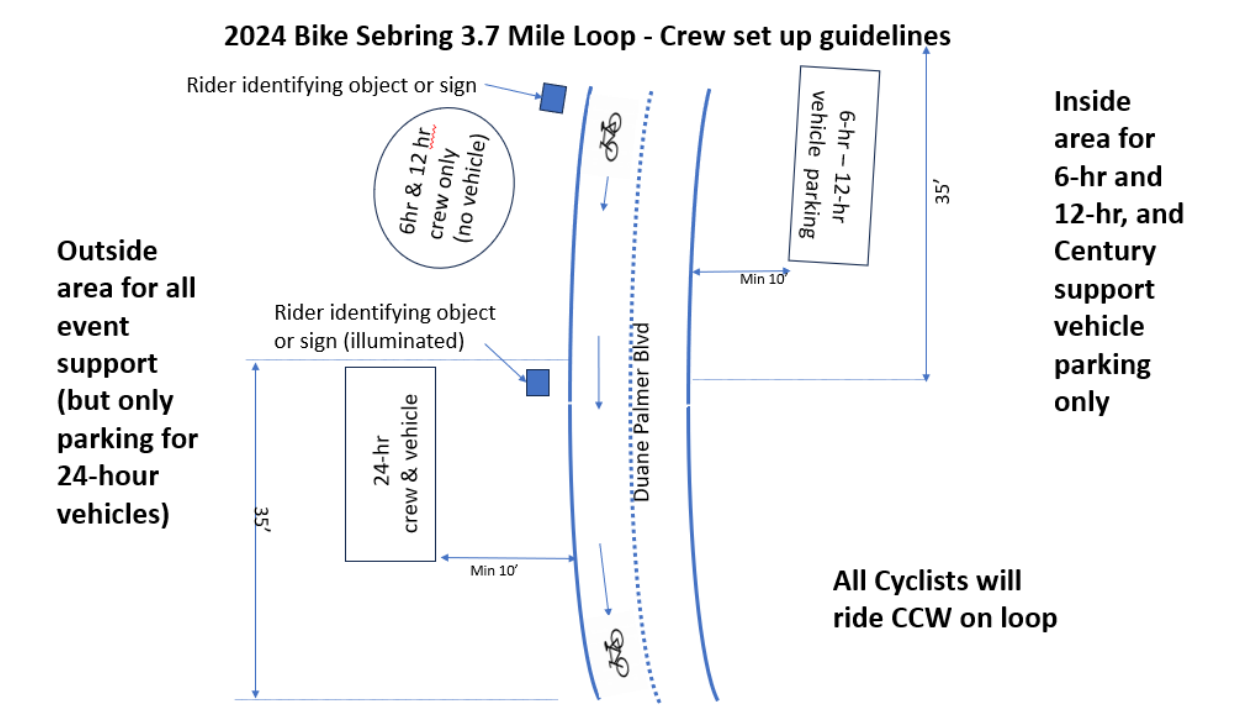 2024 Bike Sebring 3.7 Mile Loop - Crew set up guidelines
Rider identifying object or sign
6hr & 12 hr
crew only
(no vehicle)
6-hr – 12-hr
vehicle parking
35’
Min 10’
Inside
area for
6-hr and
12-hr, and
Century
support
vehicle
parking
only
Outside
area for all
event
support
(but only
parking for
24-hour
vehicles)
Rider identifying object
or sign (illuminated)
Duane Palmer Blvd
24-hr
crew & vehicle
35’
Min 10’
All Cyclists will
ride CCW on loop